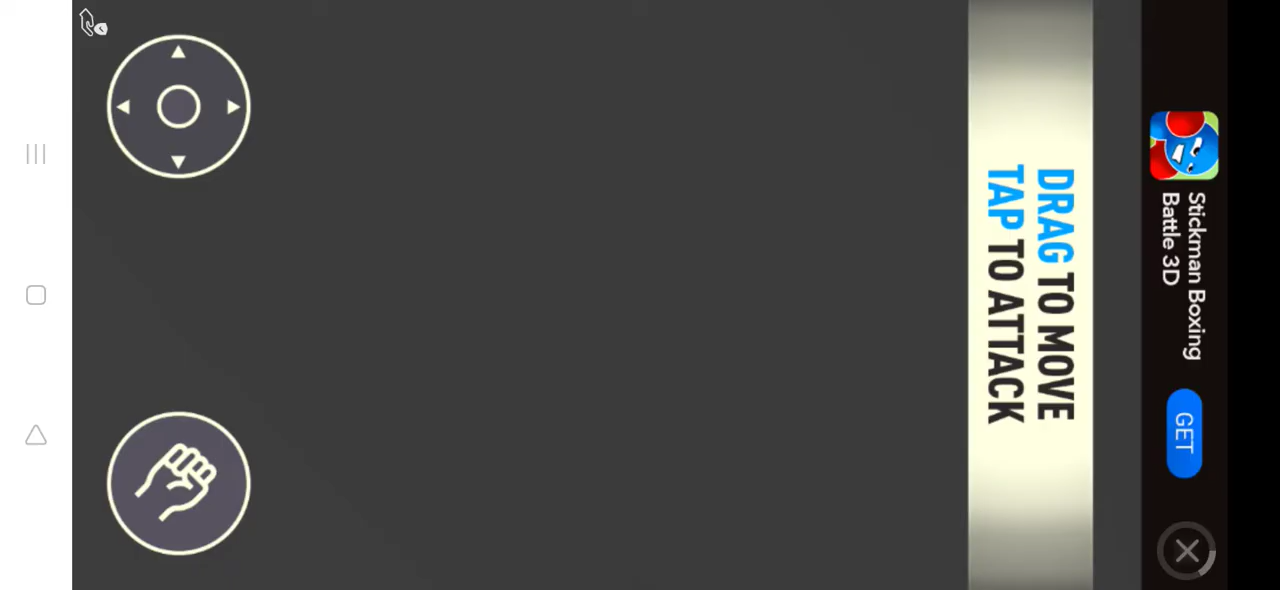 Stickman Boxing
Battle 3D
GET
DRAG TO MOVE
TAP TO ATTACK